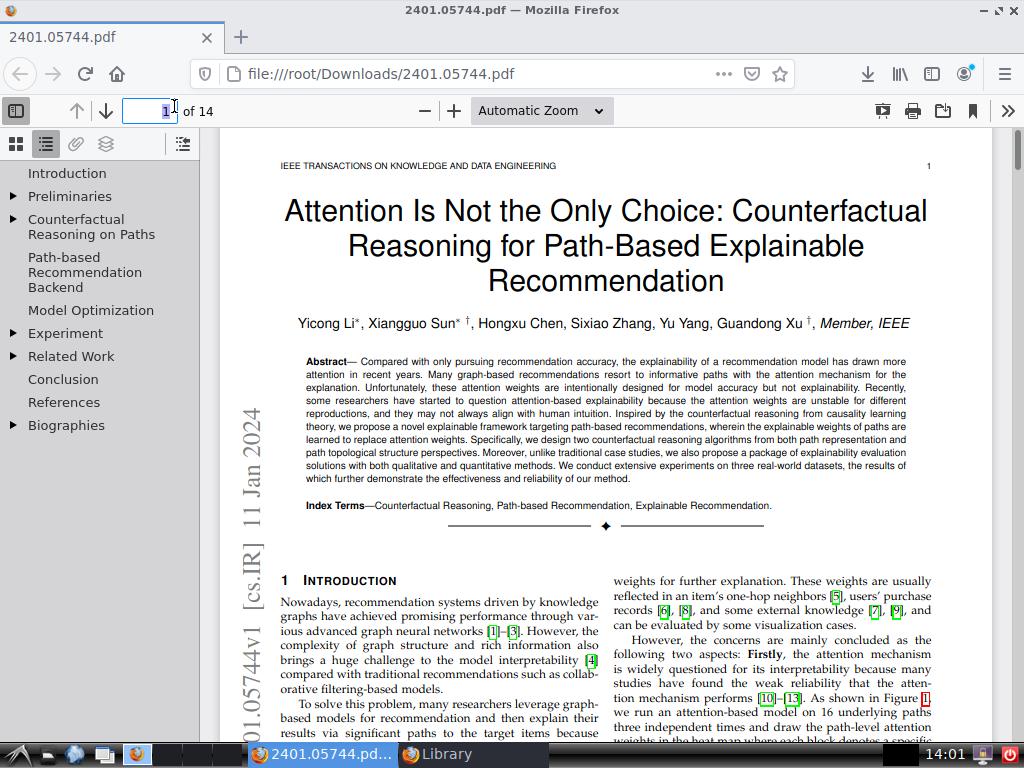 2401.05744.pdf — Mozilla Firefox
2401.05744.pdf
file:///root/Downloads/2401.05744.pdf
1 of 14
Automatic Zoom
Introduction
Preliminaries
Counterfactual
Reasoning on Paths
Path-based
Recommendation
Backend
Model Optimization
Experiment
Related Work
Conclusion
References
Biographies
01.05744v1 [cs.IR] 11 Jan 2024
IEEE TRANSACTIONS ON KNOWLEDGE AND DATA ENGINEERING 1
Attention Is Not the Only Choice: Counterfactual
Reasoning for Path-Based Explainable
Recommendation
Yicong Li*, Xiangguo Sun* †, Hongxu Chen, Sixiao Zhang, Yu Yang, Guandong Xu †, Member, IEEE
Abstract— Compared with only pursuing recommendation accuracy, the explainability of a recommendation model has drawn more
attention in recent years. Many graph-based recommendations resort to informative paths with the attention mechanism for the
explanation. Unfortunately, these attention weights are intentionally designed for model accuracy but not explainability. Recently,
some researchers have started to question attention-based explainability because the attention weights are unstable for different
reproductions, and they may not always align with human intuition. Inspired by the counterfactual reasoning from causality learning
theory, we propose a novel explainable framework targeting path-based recommendations, wherein the explainable weights of paths are
learned to replace attention weights. Specifically, we design two counterfactual reasoning algorithms from both path representation and
path topological structure perspectives. Moreover, unlike traditional case studies, we also propose a package of explainability evaluation
solutions with both qualitative and quantitative methods. We conduct extensive experiments on three real-world datasets, the results of
which further demonstrate the effectiveness and reliability of our method.
Index Terms—Counterfactual Reasoning, Path-based Recommendation, Explainable Recommendation.
1 INTRODUCTION
Nowadays, recommendation systems driven by knowledge
graphs have achieved promising performance through var-
ious advanced graph neural networks [1]–[3]. However, the
complexity of graph structure and rich information also
brings a huge challenge to the model interpretability [4]
compared with traditional recommendations such as collab-
orative filtering-based models.
To solve this problem, many researchers leverage graph-
based models for recommendation and then explain their
results via significant paths to the target items because
weights for further explanation. These weights are usually
reflected in an item's one-hop neighbors [5], users' purchase
records [6], [8], and some external knowledge [7], [9], and
can be evaluated by some visualization cases.
However, the concerns are mainly concluded as the
following two aspects: Firstly, the attention mechanism
is widely questioned for its interpretability because many
studies have found the weak reliability that the atten-
tion mechanism performs [10]–[13]. As shown in Figure 1,
we run an attention-based model on 16 underlying paths
three independent times and draw the path-level attention
weights in the heat map where each block denotes a specific
2401.05744.pd...
Library
14:01